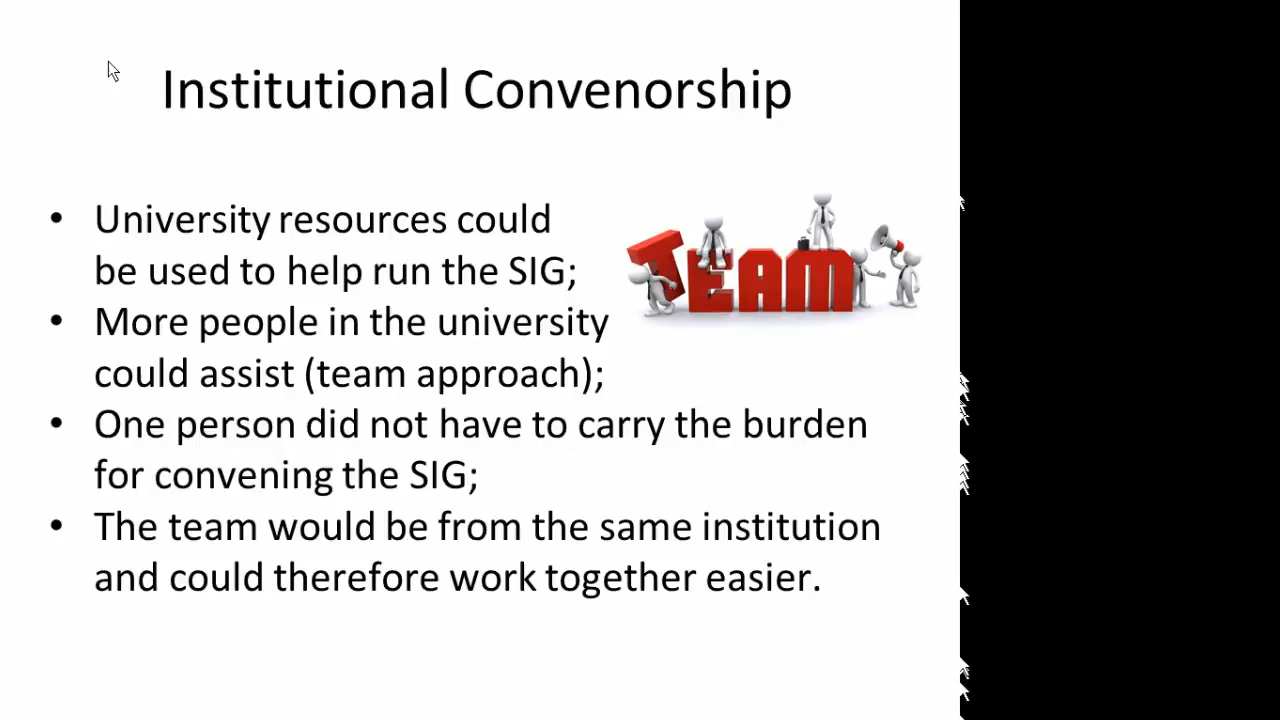 Institutional Convenorship
• University resources could
be used to help run the SIG;
TEAM
• More people in the university
could assist (team approach);
• One person did not have to carry the burden
for convening the SIG;
• The team would be from the same institution
and could therefore work together easier.